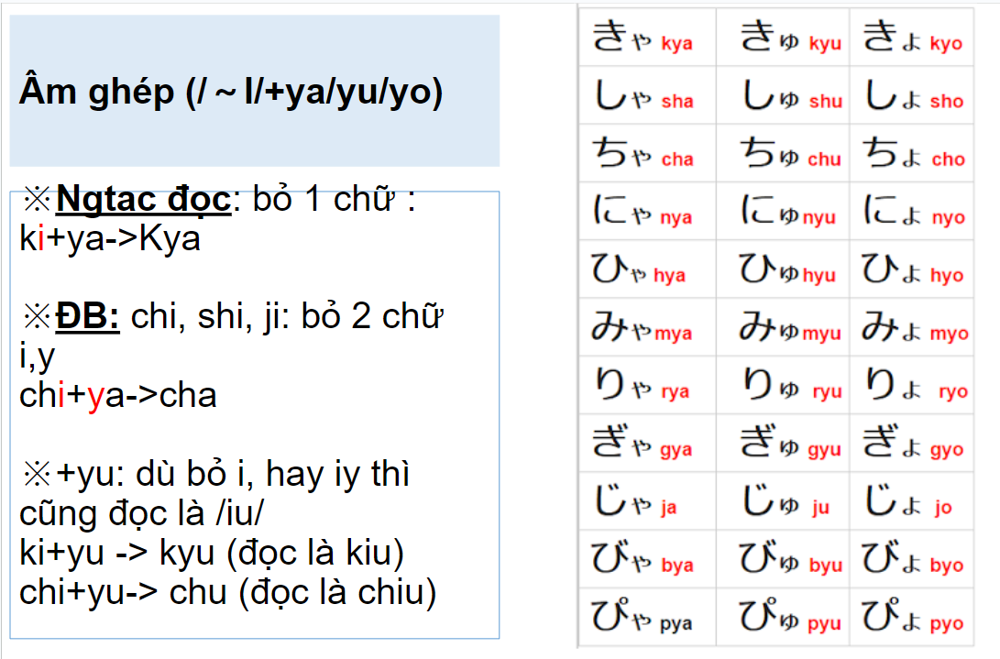 Âm ghép (/～I/+ya/yu/yo)
※Ngtac đọc: bỏ 1 chữ :
ki+ya->Kya
※ĐB: chi, shi, ji: bỏ 2 chữ
i,y
chi+ya->cha
※+yu: dù bỏ i, hay iy thì
cũng đọc là /iu/
ki+yu -> kyu (đọc là kiu)
chi+yu-> chu (đọc là chiu)
きゃ kya きゅ kyu きょ kyo
しゃ sha しゅ shu しょ sho
ちゃ cha ちゅ chu ちょ cho
にゃ nya にゅ nyu にょ nyo
ひゃ hya ひゅ hyu ひょ hyo
みゃ mya みゅ myu みょ myo
りゃ rya りゅ ryu りょ ryo
ぎゃ gya ぎゅ gyu ぎょ gyo
じゃ ja じゅ ju じょ jo
びゃ bya びゅ byu びょ byo
ぴゃ pya ぴゅ pyu ぴょ pyo